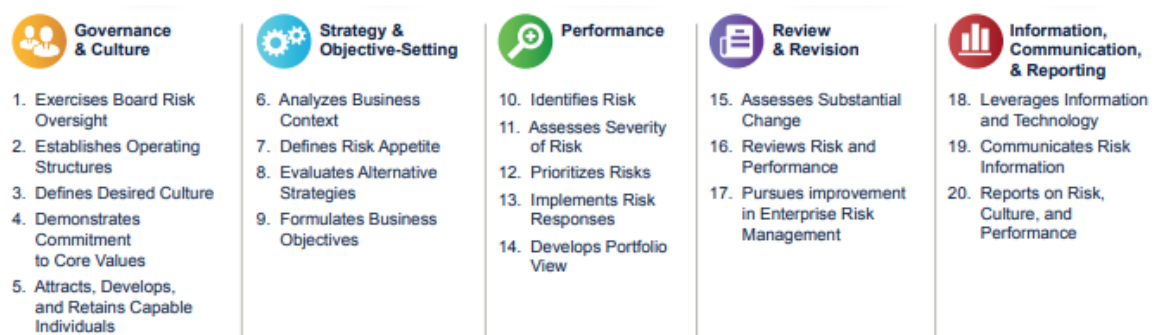 Governance
& Culture
1. Exercises Board Risk
Oversight
2. Establishes Operating
Structures
3. Defines Desired Culture
4. Demonstrates
Commitment
to Core Values
5. Attracts, Develops,
and Retains Capable
Individuals
Strategy &
Objective-Setting
6. Analyzes Business
Context
7. Defines Risk Appetite
8. Evaluates Alternative
Strategies
9. Formulates Business
Objectives
Performance
10. Identifies Risk
11. Assesses Severity
of Risk
12. Prioritizes Risks
13. Implements Risk
Responses
14. Develops Portfolio
View
Review
& Revision
15. Assesses Substantial
Change
16. Reviews Risk and
Performance
17. Pursues improvement
in Enterprise Risk
Management
Information,
Communication,
& Reporting
18. Leverages Information
and Technology
19. Communicates Risk
Information
20. Reports on Risk,
Culture, and
Performance